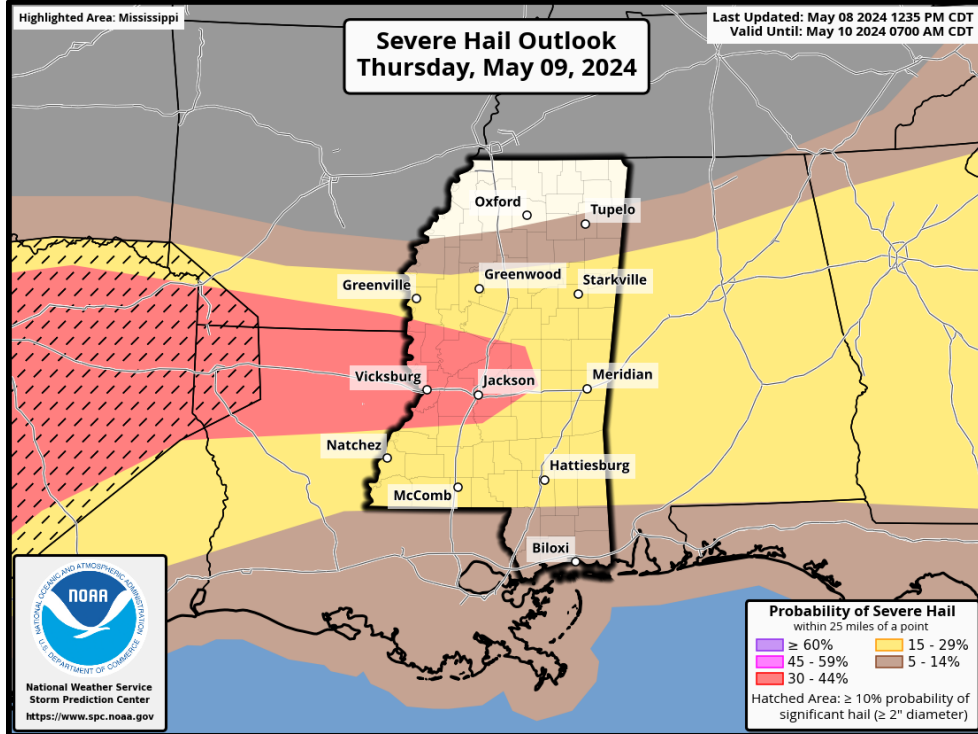 Highlighted Area: Mississippi
Severe Hail Outlook
Thursday, May 09, 2024
Last Updated: May 08 2024 1235 PM CDT
Valid Until: May 10 2024 0700 AM CDT
Oxford
Tupelo
Greenwood
Starkville
Greenville
Vicksburg
Jackson
Meridian
Natchez
Hattiesburg
McComb
Biloxi
NATIONAL OCEANIC AND ATMOSPHERIC ADMINISTRATION
NOAA
U.S. DEPARTMENT OF COMMERCE
National Weather Service
Storm Prediction Center
https://www.spc.noaa.gov
Probability of Severe Hail
within 25 miles of a point
≥ 60%
15 - 29%
45 - 59%
5 - 14%
30 - 44%
Hatched Area: ≥ 10% probability of
significant hail (≥ 2" diameter)